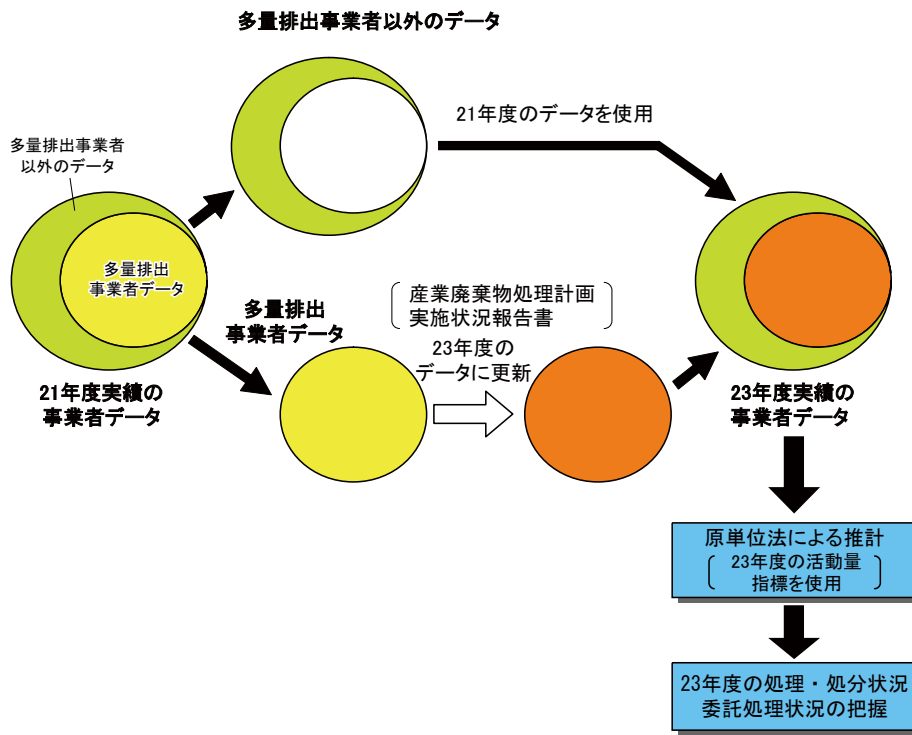 多量排出事業者以外のデータ
21年度のデータを使用
多量排出事業者
以外のデータ
多量排出
事業者データ
21年度実績の
事業者データ
多量排出
事業者データ
産業廃棄物処理計画
実施状況報告書
23年度の
データに更新
23年度実績の
事業者データ
原単位法による推計
23年度の活動量
指標を使用
23年度の処理・処分状況
委託処理状況の把握